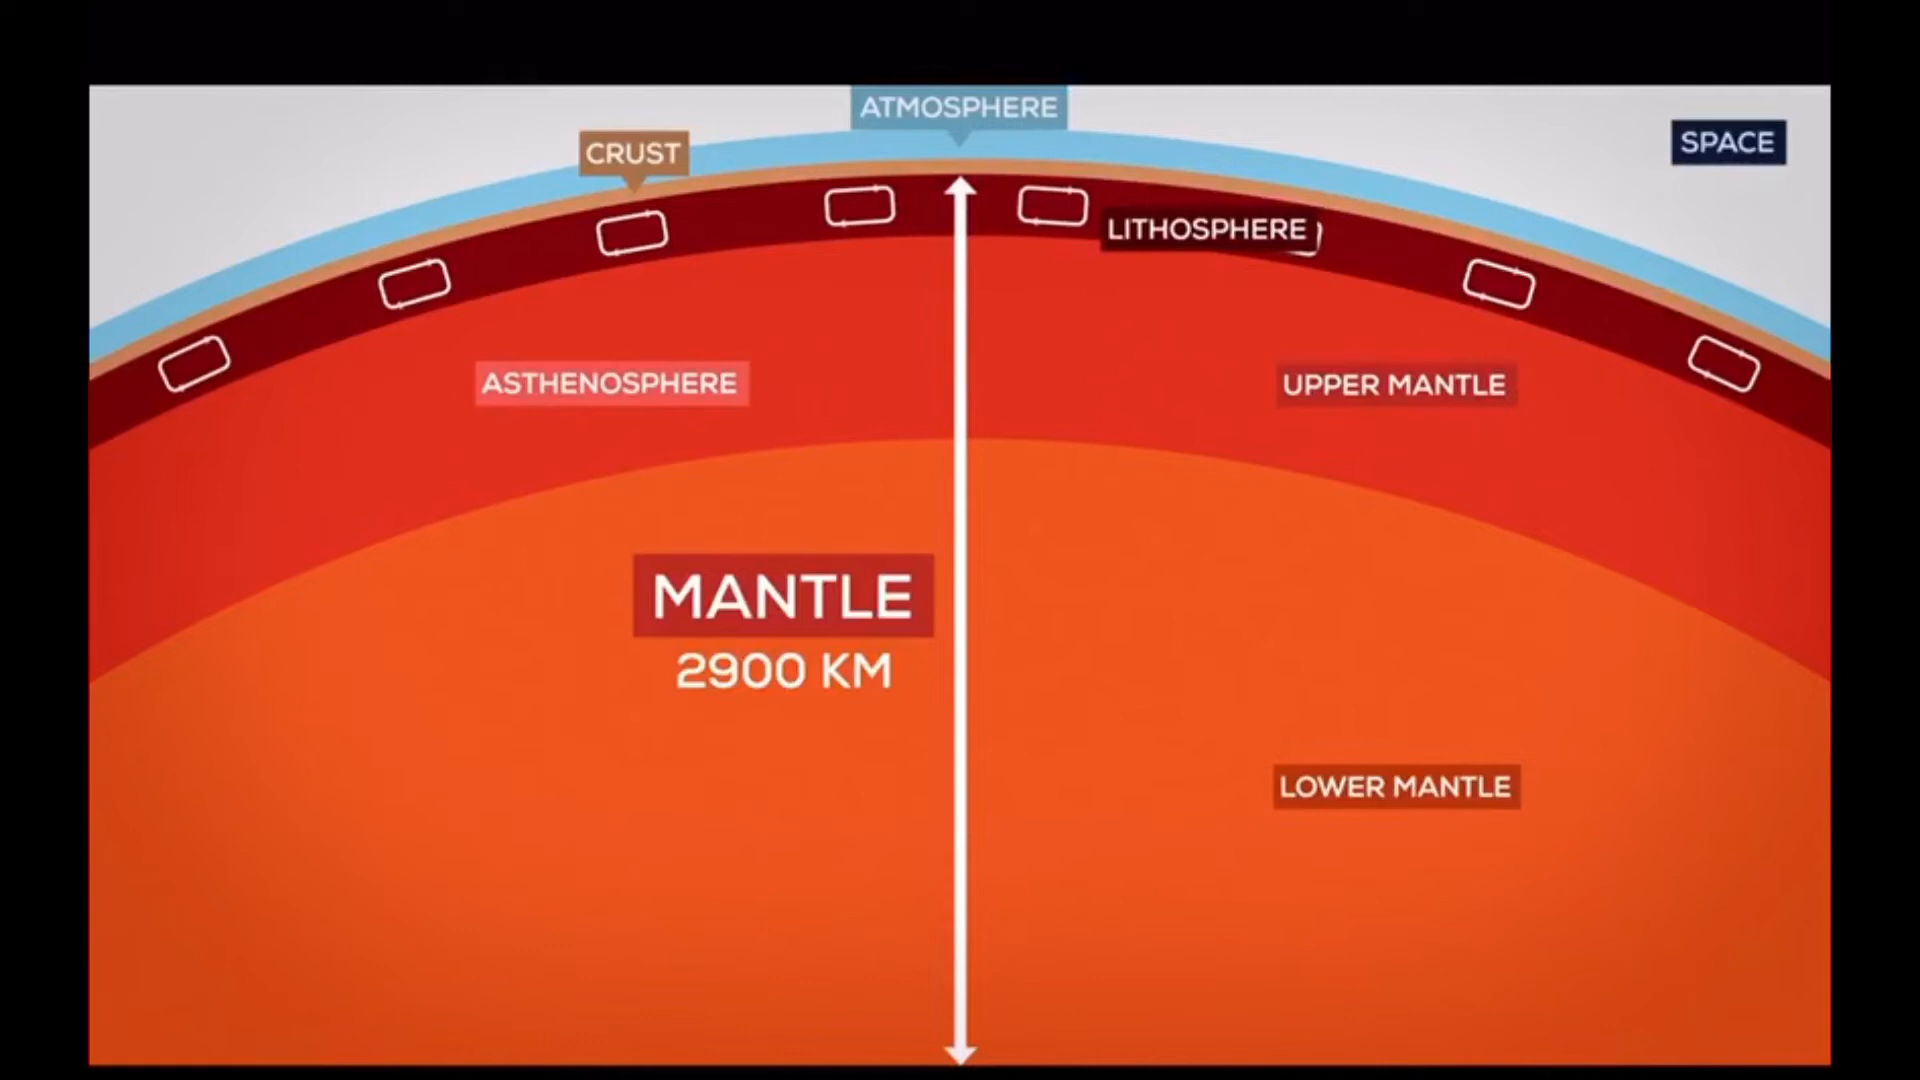 ATMOSPHERE
SPACE
CRUST
LITHOSPHERE
ASTHENOSPHERE
UPPER MANTLE
MANTLE
2900 KM
LOWER MANTLE